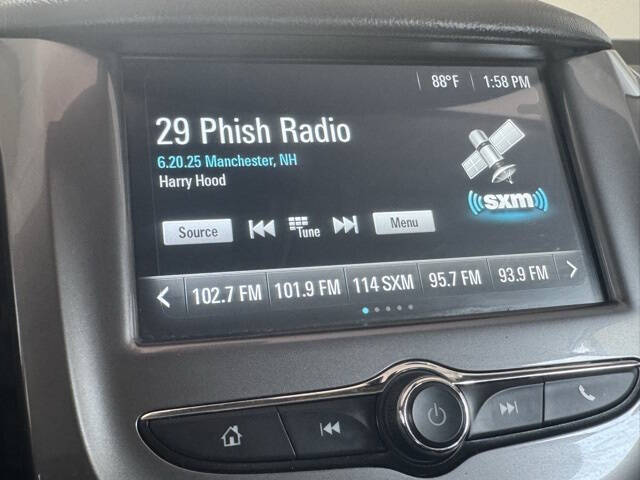 88°F 1:58 PM
29 Phish Radio
6.20.25 Manchester, NH
Harry Hood
sxm
Source Tune Menu
102.7 FM 101.9 FM 114 SXM 95.7 FM 93.9 FM